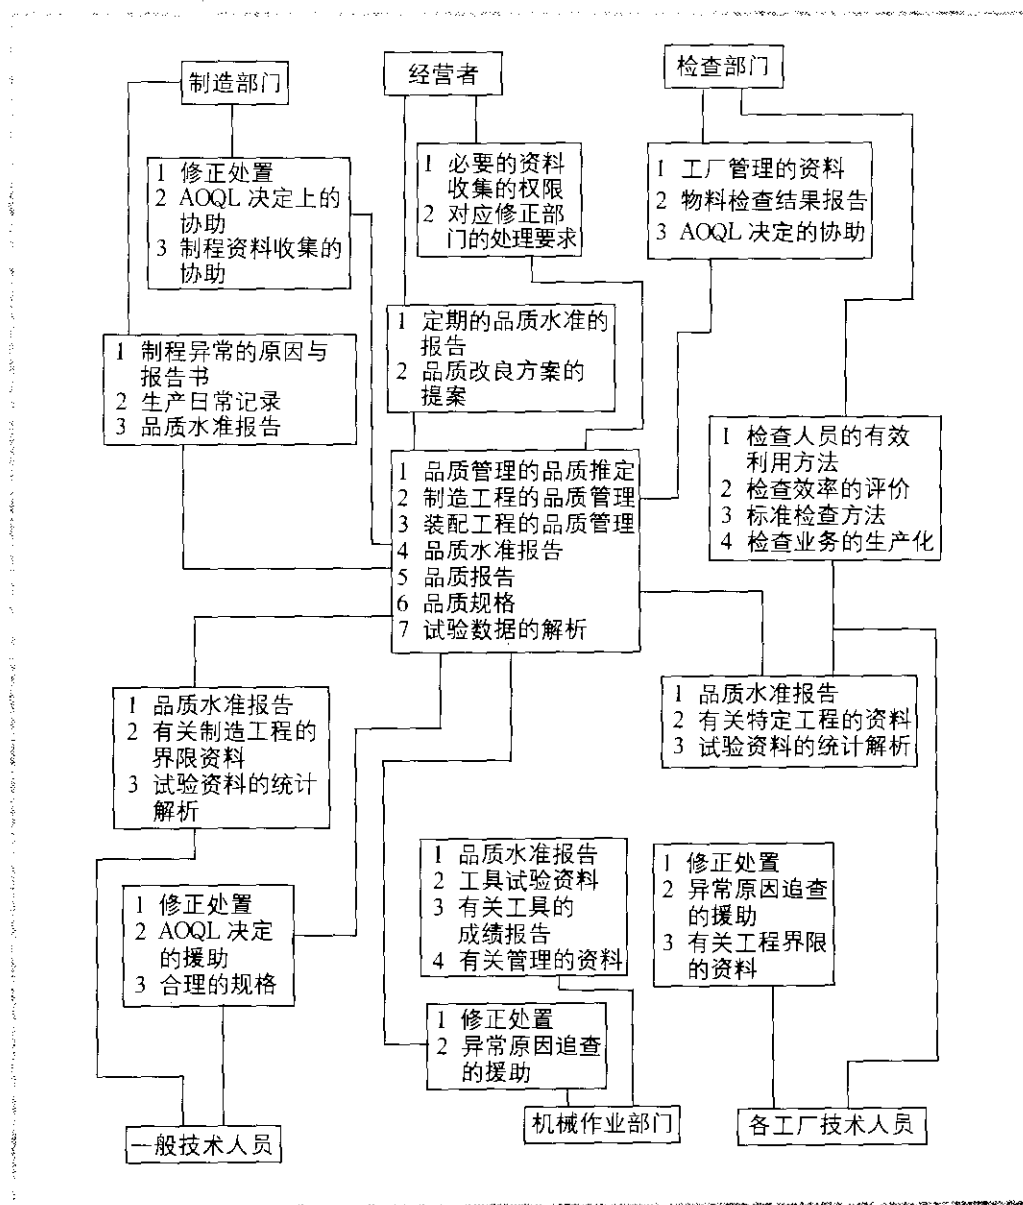 制造部门
经营者
检查部门
1 修正处置
2 AOQL 决定上的
协助
3 制程资料收集的
协助
1 必要的资料
收集的权限
2 对应修正部
门的处理要求
1 工厂管理的资料
2 物料检查结果报告
3 AOQL 决定的协助
1 制程异常的原因与
报告书
2 生产日常记录
3 品质水准报告
1 定期的品质水准的
报告
2 品质改良方案的
提案
1 检查人员的有效
利用方法
2 检查效率的评价
3 标准检查方法
4 检查业务的生产化
1 品质管理的品质推定
2 制造工程的品质管理
3 装配工程的品质管理
4 品质水准报告
5 品质报告
6 品质规格
7 试验数据的解析
1 品质水准报告
2 有关制造工程的
界限资料
3 试验资料的统计
解析
1 品质水准报告
2 有关特定工程的资料
3 试验资料的统计解析
1 修正处置
2 AOQL 决定
的援助
3 合理的规格
1 品质水准报告
2 工具试验资料
3 有关工具的
成绩报告
4 有关管理的资料
1 修正处置
2 异常原因追查
的援助
3 有关工程界限
的资料
1 修正处置
2 异常原因追查
的援助
一般技术人员
机械作业部门
各工厂技术人员